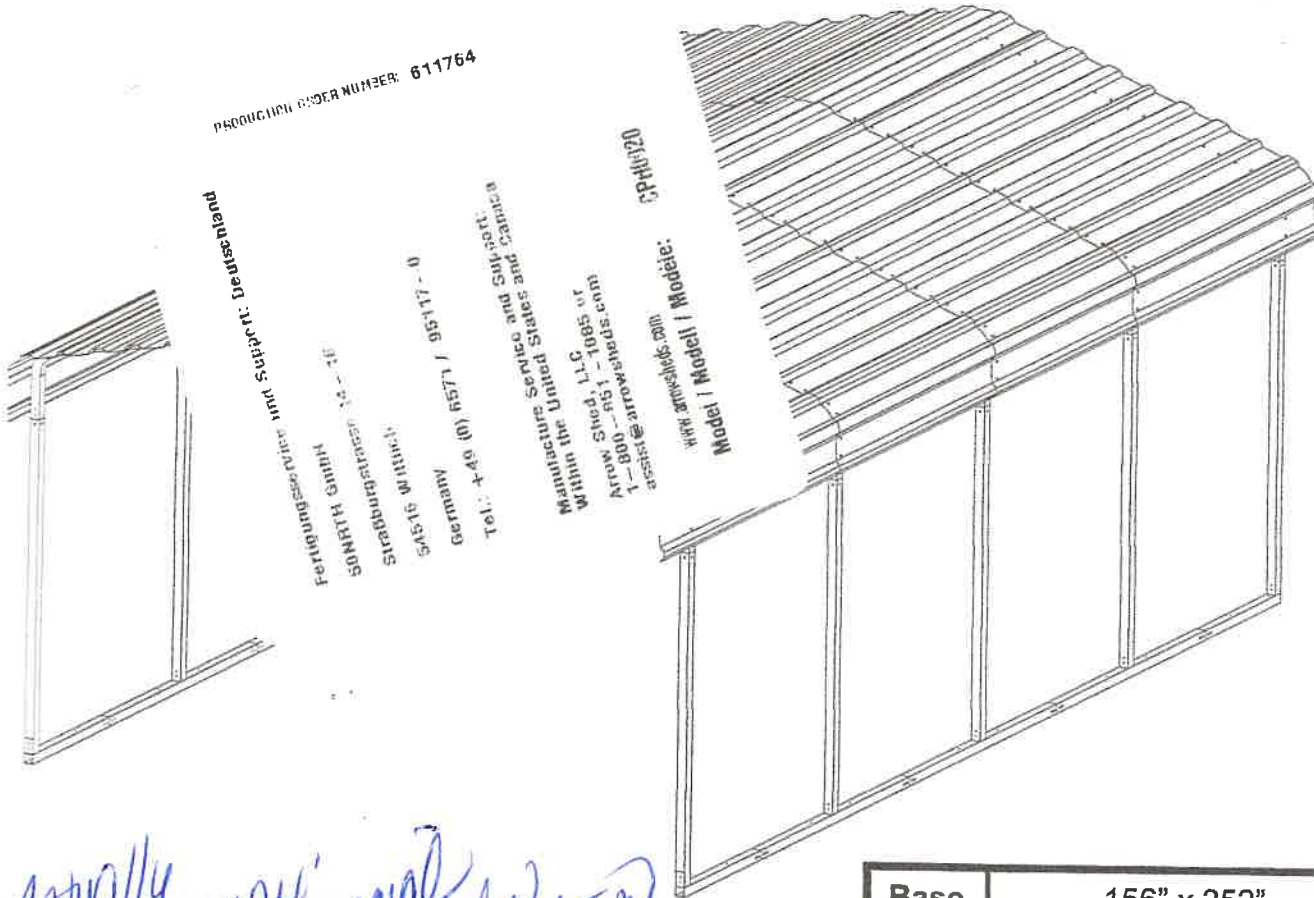 PRODUCTION ORDER NUMBER: 611764
Fertigungsservice und Support: Deutschland
SONRTH GmbH
Straßburgstrasse 14 - 16
54516 Wittlich
Germany
Tel.: +49 (0) 6571 / 95117 - 0
Manufacture Service and Support:
Within the United States and Canada
Arrow Shed, LLC
1 - 800 - 851 - 1085 or
assist@arrowsheds.com
www.arrowsheds.com
Model / Modell / Modèle:
Base 156" x 252"